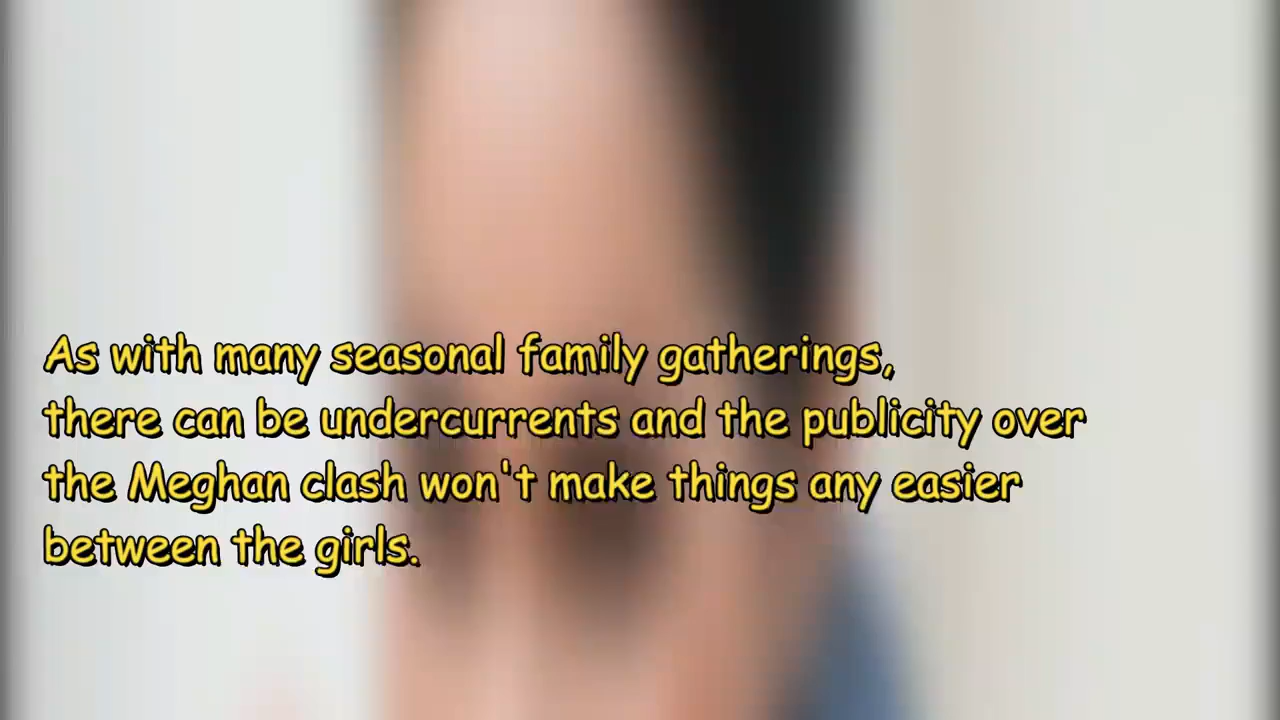 As with many seasonal family gatherings,
there can be undercurrents and the publicity over
the Meghan clash won't make things any easier
between the girls.